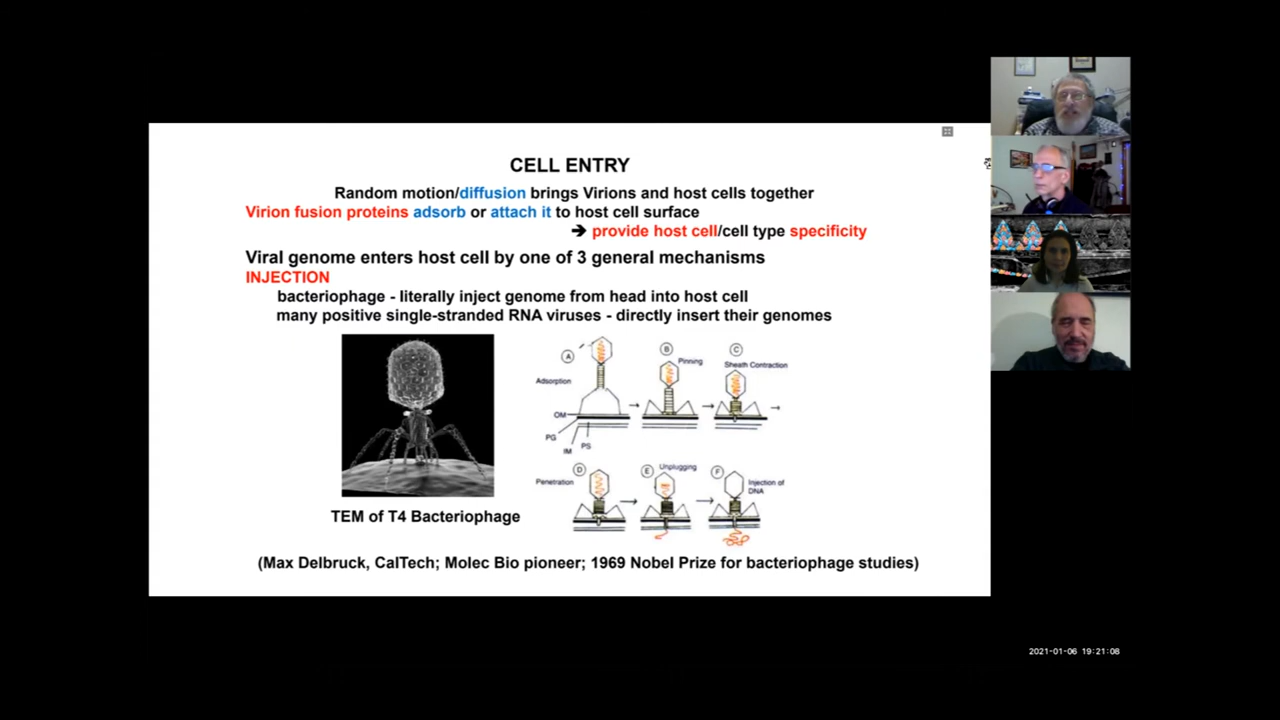 CELL ENTRY
Random motion/diffusion brings Virions and host cells together
Virion fusion proteins adsorb or attach it to host cell surface
➔ provide host cell/cell type specificity
Viral genome enters host cell by one of 3 general mechanisms
INJECTION
bacteriophage - literally inject genome from head into host cell
many positive single-stranded RNA viruses - directly insert their genomes
A
Adsorption
OM
PG
IM
PS
B
Pinning
C
Sheath Contraction
D
Penetration
E
Unplugging
F
Injection of
DNA
TEM of T4 Bacteriophage
(Max Delbruck, CalTech; Molec Bio pioneer; 1969 Nobel Prize for bacteriophage studies)
2021-01-06 19:21:08